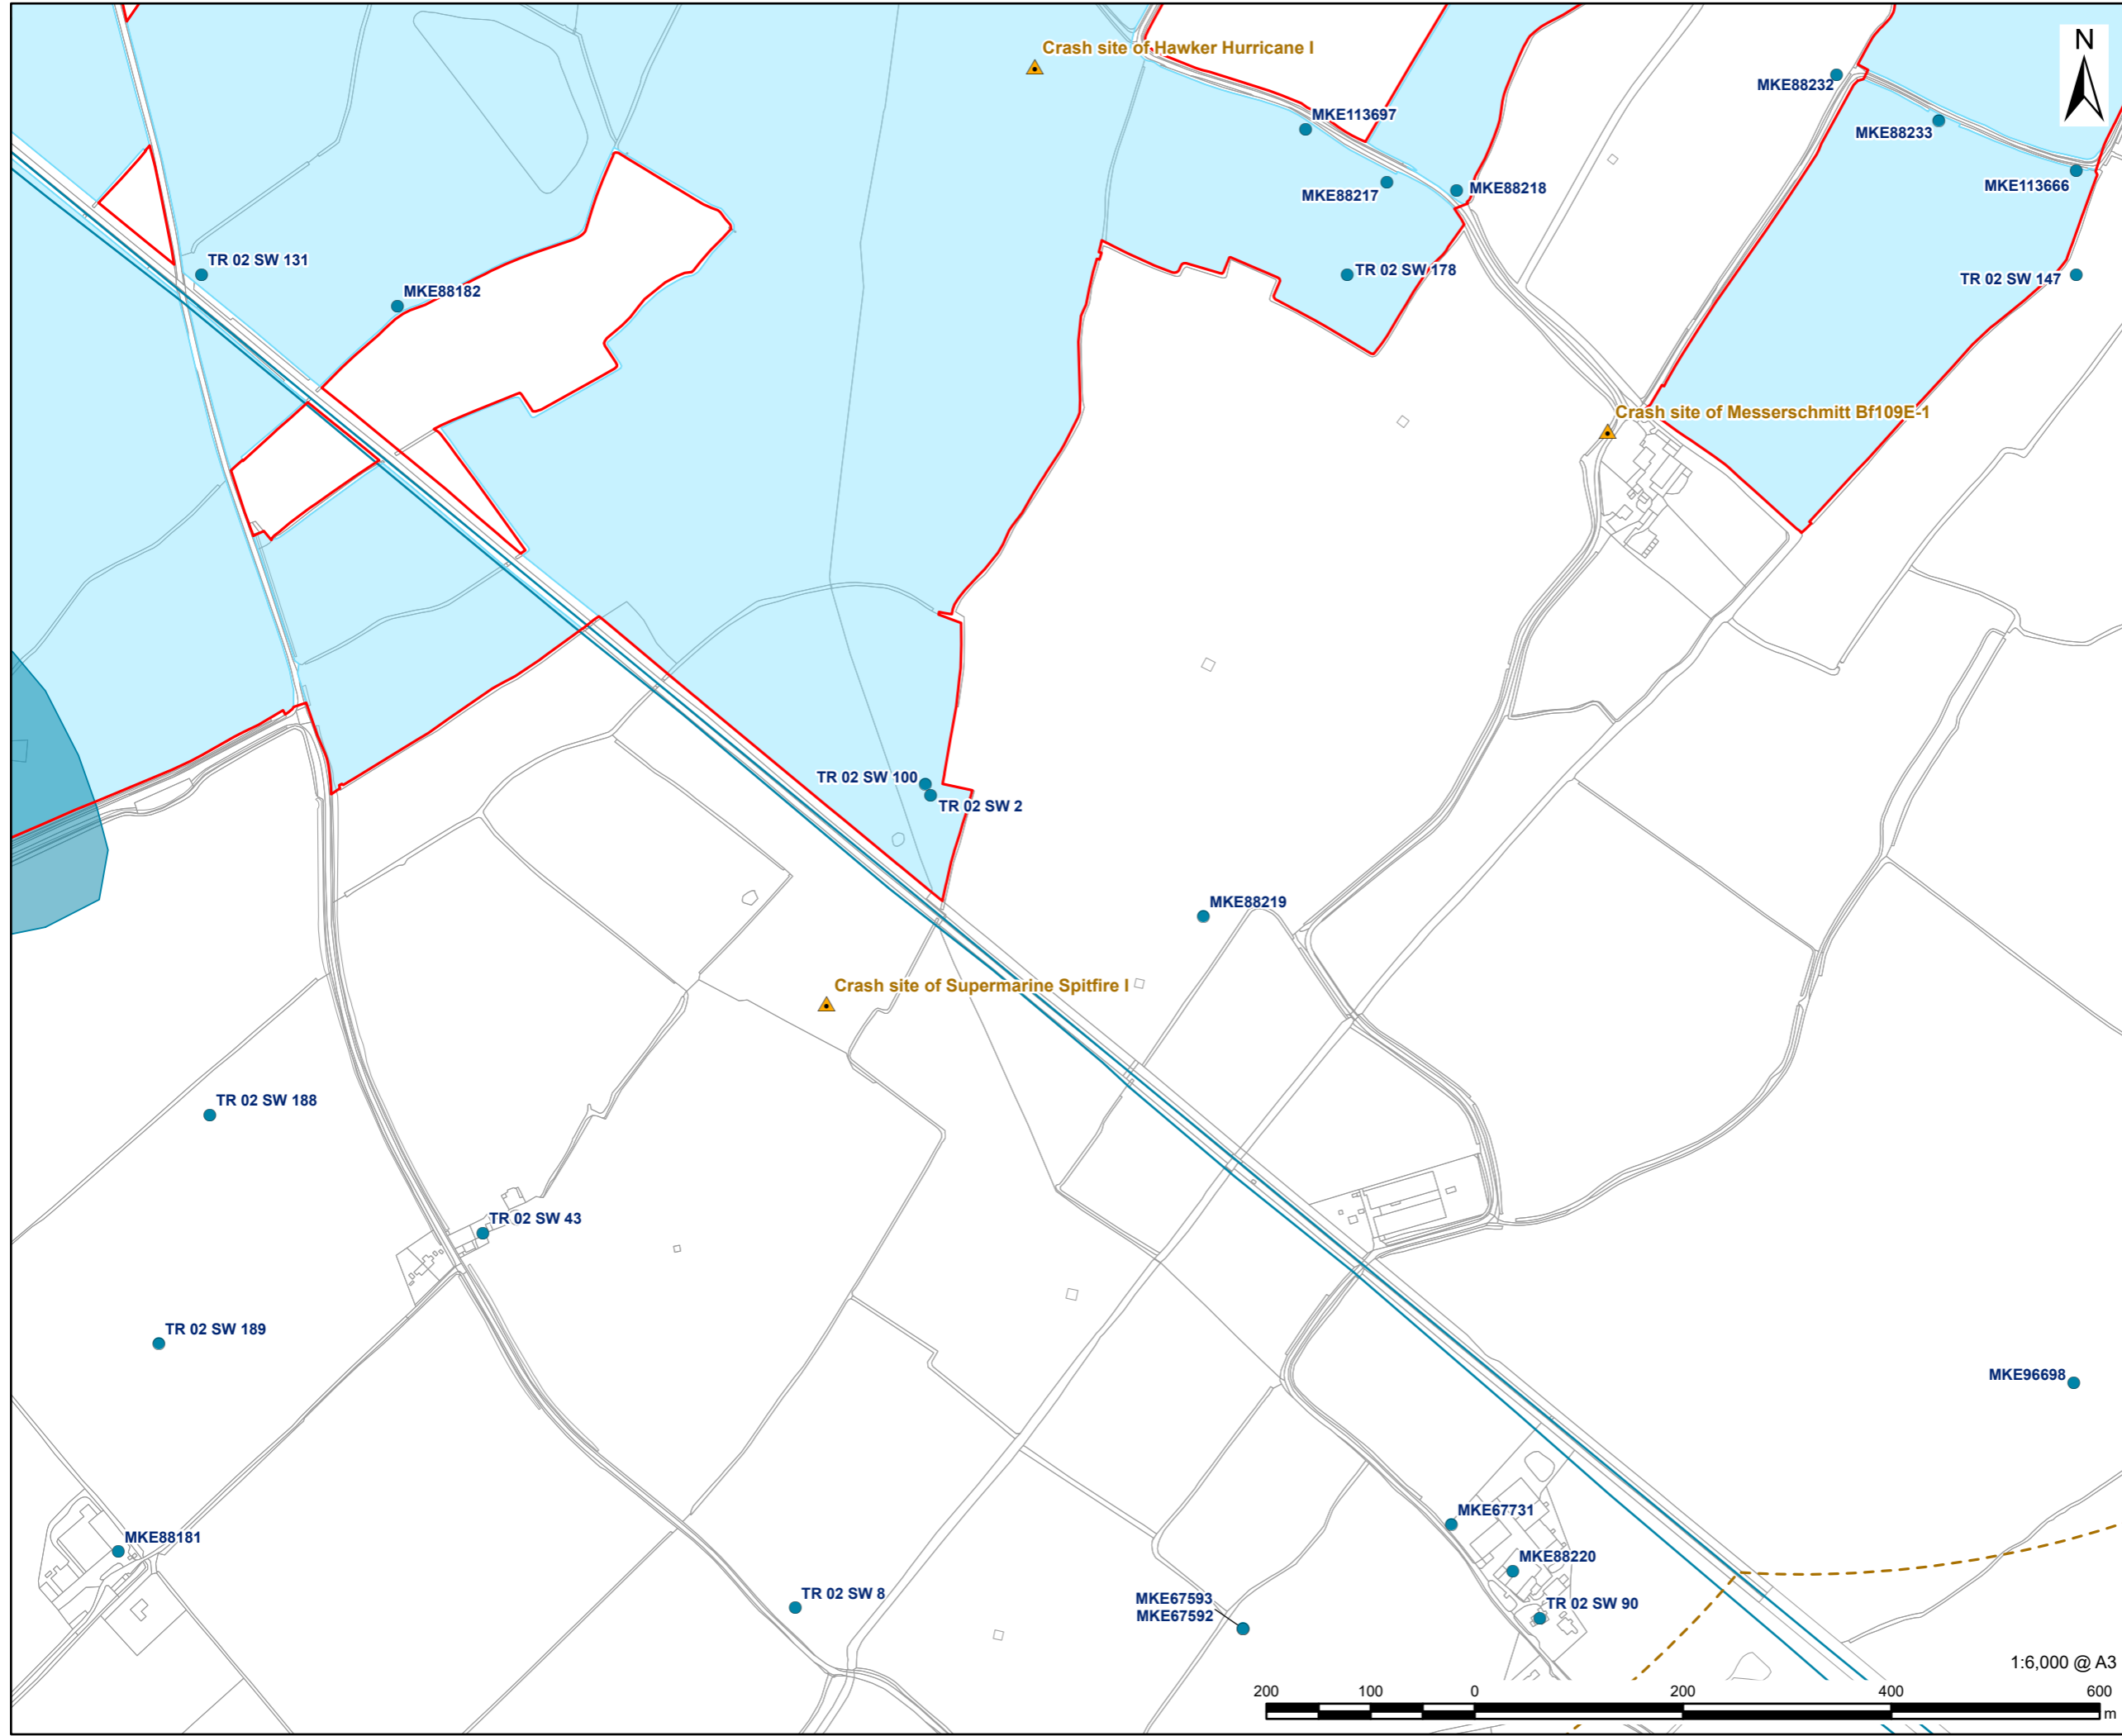 Crash site of Hawker Hurricane I
N
MKE88232
MKE113697
MKE88233
MKE88217
MKE88218
MKE113666
TR 02 SW 131
MKE88182
TR 02 SW 178
TR 02 SW 147
Crash site of Messerschmitt Bf109E-1
TR 02 SW 100
TR 02 SW 2
MKE88219
Crash site of Supermarine Spitfire I
TR 02 SW 188
TR 02 SW 43
TR 02 SW 189
MKE96698
MKE67731
MKE88181
MKE88220
TR 02 SW 8
MKE67593
MKE67592
TR 02 SW 90
1:6,000 @ A3
200 100 0 200 400 600
m